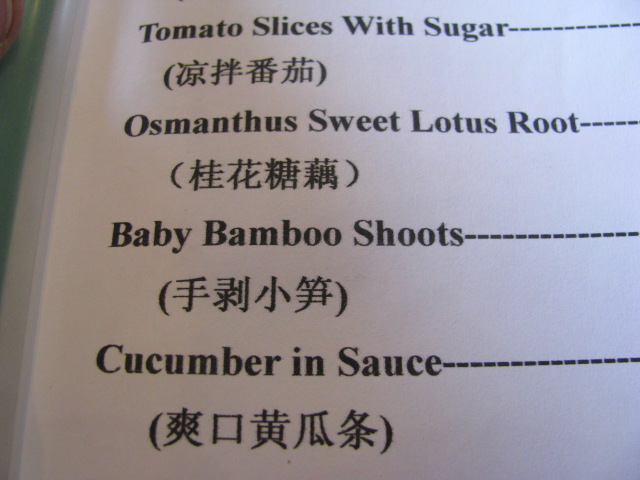 Tomato Slices With Sugar------------
(凉拌番茄)
Osmanthus Sweet Lotus Root-----
（桂花糖藕）
Baby Bamboo Shoots--------------
(手剥小笋)
Cucumber in Sauce----------------
(爽口黄瓜条)